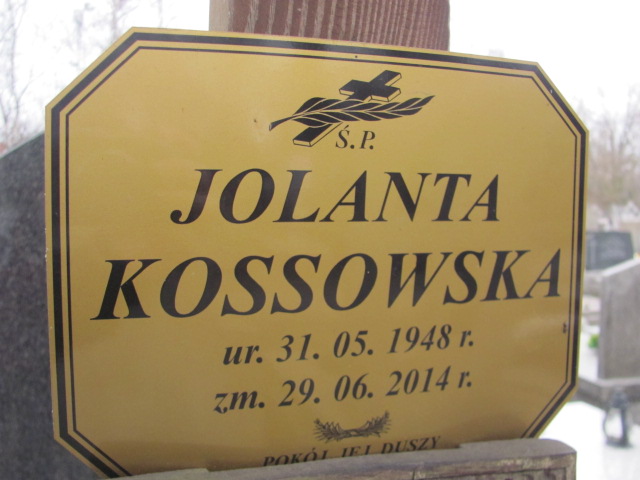 Ś.P.
JOLANTA
KOSSOWSKA
ur. 31. 05. 1948 r.
zm. 29. 06. 2014 r.
POKÓJ JEJ DUSZY